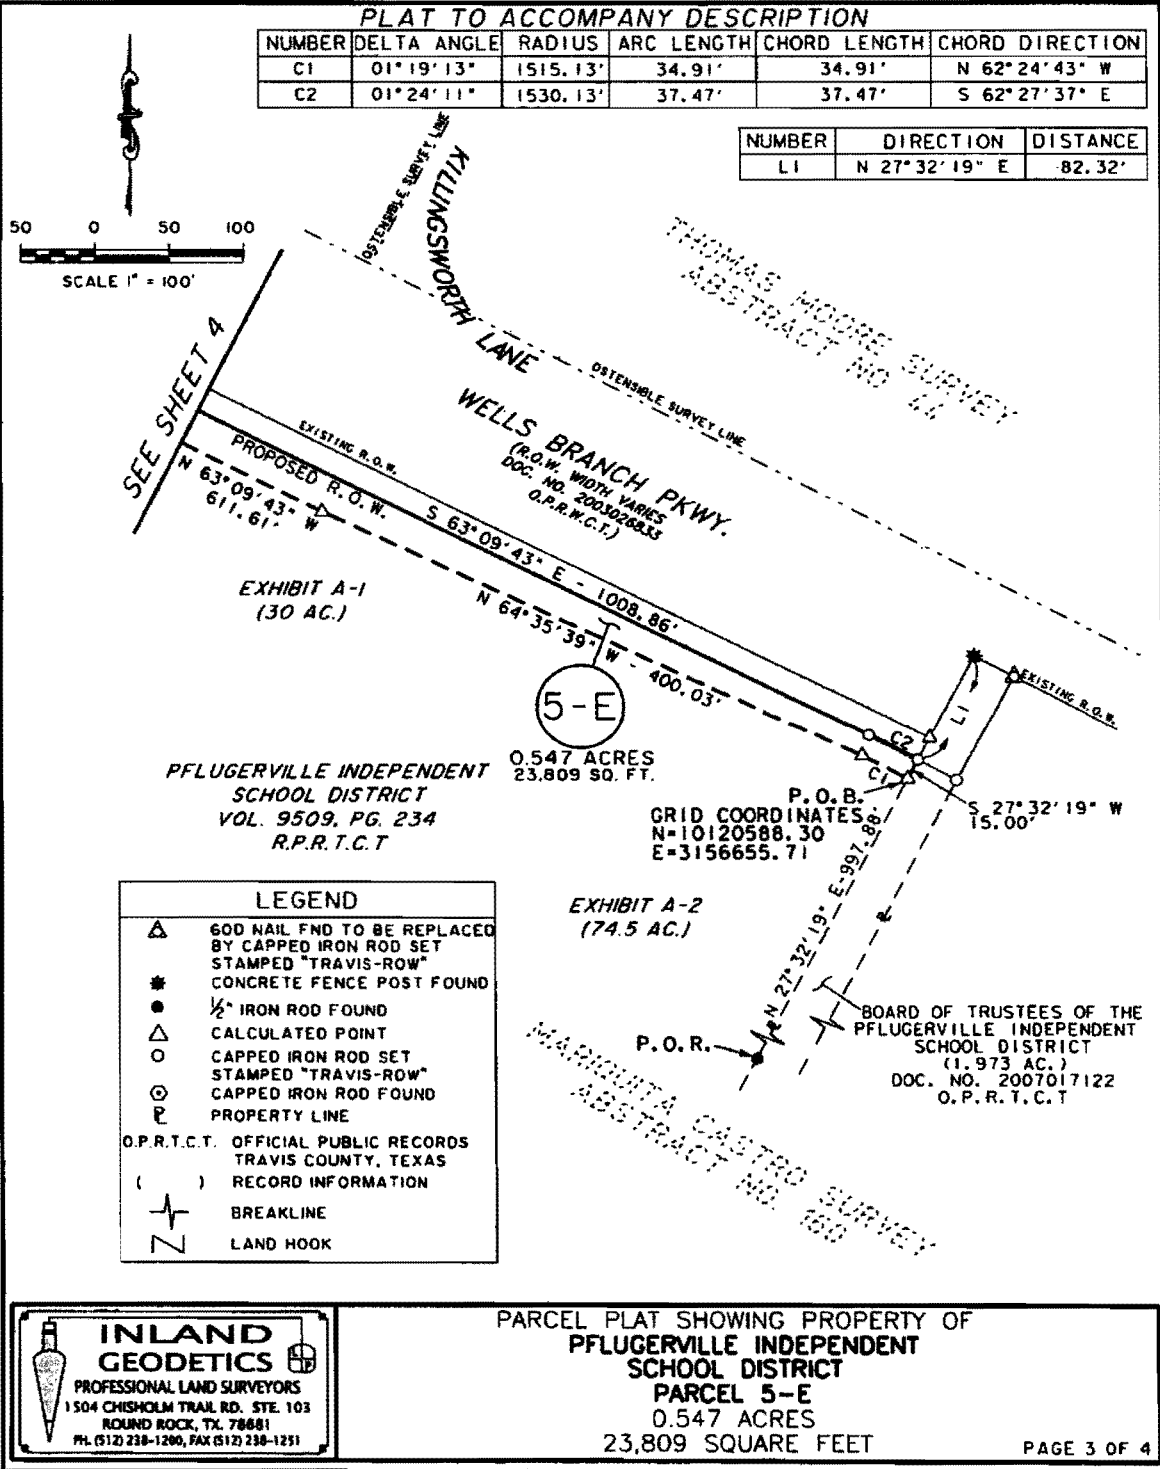 PLAT TO ACCOMPANY DESCRIPTION
NUMBER DELTA ANGLE RADIUS ARC LENGTH CHORD LENGTH CHORD DIRECTION
C1 01°19'13" 1515.13' 34.91' 34.91' N 62°24'43" W
C2 01°24'11" 1530.13' 37.47' 37.47' S 62°27'37" E
NUMBER DIRECTION DISTANCE
L1 N 27°32'19" E 82.32'
50 0 50 100
SCALE 1" = 100'
OSTENSIBLE SURVEY LINE
KILLINGSWORTH LANE
THOMAS MOORE SURVEY
ABSTRACT NO 44
OSTENSIBLE SURVEY LINE
SEE SHEET 4
WELLS BRANCH PKWY.
(R.O.W. WIDTH VARIES
DOC. NO. 2003026833
O.P.R.W.C.T.)
EXISTING R.O.W.
PROPOSED R.O.W.
N 63°09'43" W
611.61'
S 63°09'43" E - 1008.86'
EXHIBIT A-1
(30 AC.)
N 64°35'39" W - 400.03'
5-E
0.547 ACRES
23,809 SQ. FT.
L1
EXISTING R.O.W.
C2
C1
PFLUGERVILLE INDEPENDENT
SCHOOL DISTRICT
VOL. 9509, PG. 234
R.P.R.T.C.T
P.O.B.
GRID COORDINATES
N=10120588.30
E=3156655.71
S 27°32'19" W
15.00'
N 27°32'19" E-997.88'
EXHIBIT A-2
(74.5 AC.)
P
P
P.O.R.
BOARD OF TRUSTEES OF THE
PFLUGERVILLE INDEPENDENT
SCHOOL DISTRICT
(1.973 AC.)
DOC. NO. 2007017122
O.P.R.T.C.T
MARIQUITA CASTRO SURVEY
ABSTRACT NO. 160
LEGEND
60D NAIL FND TO BE REPLACED
BY CAPPED IRON ROD SET
STAMPED "TRAVIS-ROW"
CONCRETE FENCE POST FOUND
½" IRON ROD FOUND
CALCULATED POINT
CAPPED IRON ROD SET
STAMPED "TRAVIS-ROW"
CAPPED IRON ROD FOUND
P PROPERTY LINE
O.P.R.T.C.T. OFFICIAL PUBLIC RECORDS
TRAVIS COUNTY, TEXAS
( ) RECORD INFORMATION
BREAKLINE
LAND HOOK
INLAND
GEODETICS
PROFESSIONAL LAND SURVEYORS
1504 CHISHOLM TRAIL RD. STE. 103
ROUND ROCK, TX. 78681
PH. (512) 238-1200, FAX (512) 238-1251
PARCEL PLAT SHOWING PROPERTY OF
PFLUGERVILLE INDEPENDENT
SCHOOL DISTRICT
PARCEL 5-E
0.547 ACRES
23,809 SQUARE FEET
PAGE 3 OF 4